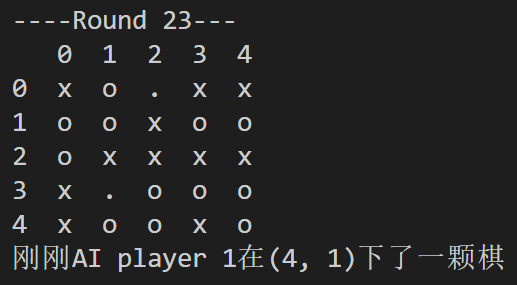 ----Round 23---
   0  1  2  3  4
0  x  o  .  x  x
1  o  o  x  o  o
2  o  x  x  x  x
3  x  .  o  o  o
4  x  o  o  x  o
刚刚AI player 1在(4, 1)下了一颗棋